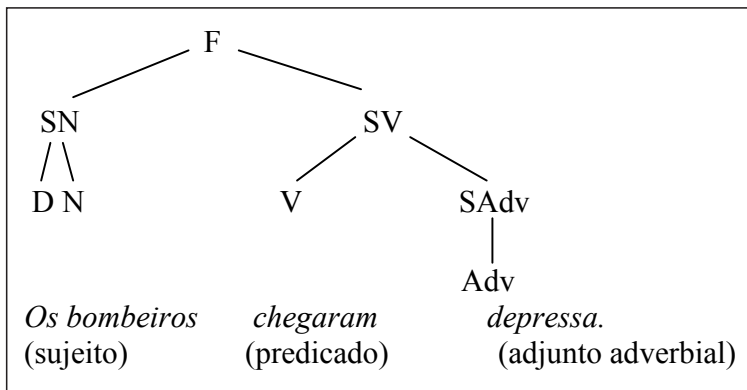 F
SN SV
D N V SAdv
Adv
Os bombeiros chegaram depressa.
(sujeito) (predicado) (adjunto adverbial)